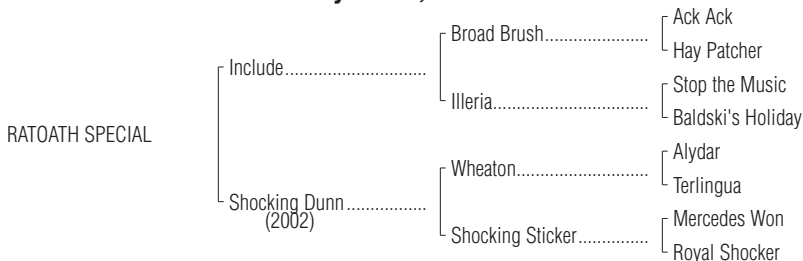 Ack Ack
Broad Brush......................
Hay Patcher
Include.............................
Stop the Music
Illeria.................................
Baldski's Holiday
RATOATH SPECIAL
Alydar
Wheaton............................
Terlingua
Shocking Dunn.................
(2002)
Mercedes Won
Shocking Sticker...............
Royal Shocker